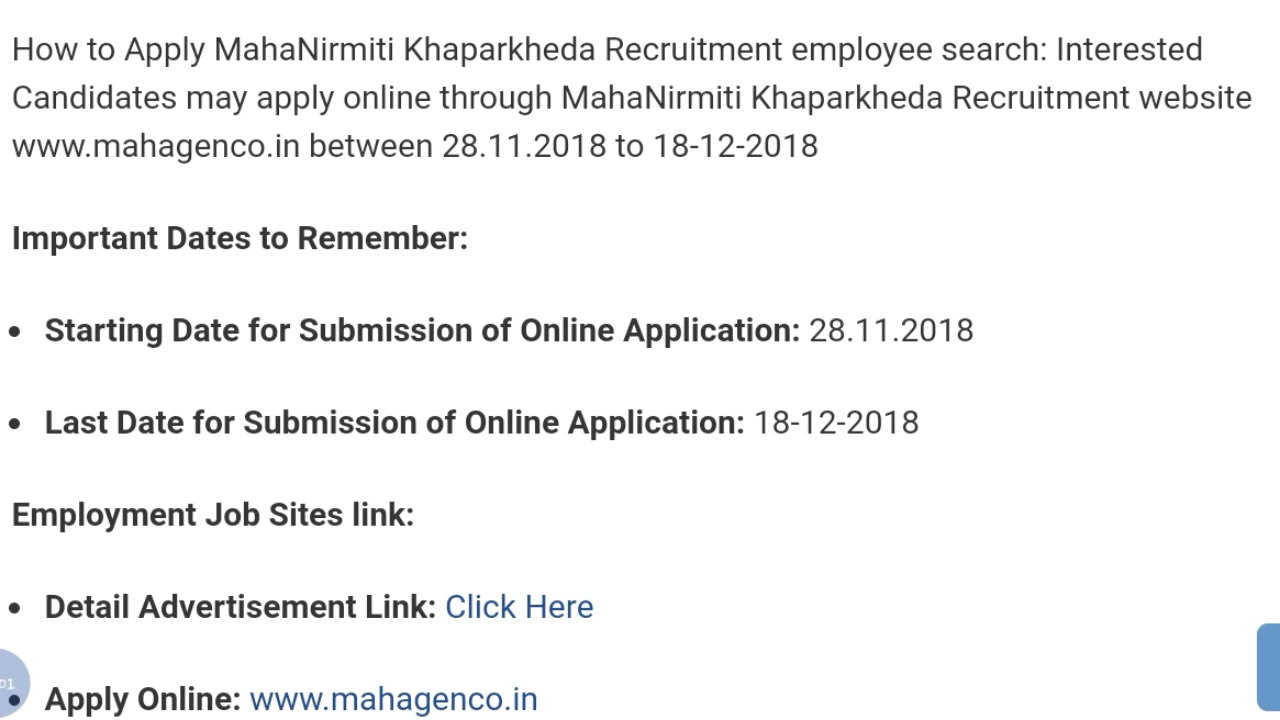 How to Apply MahaNirmiti Khaparkheda Recruitment employee search: Interested
Candidates may apply online through MahaNirmiti Khaparkheda Recruitment website
www.mahagenco.in between 28.11.2018 to 18-12-2018
Important Dates to Remember:
• Starting Date for Submission of Online Application: 28.11.2018
• Last Date for Submission of Online Application: 18-12-2018
Employment Job Sites link:
• Detail Advertisement Link: Click Here
• Apply Online: www.mahagenco.in